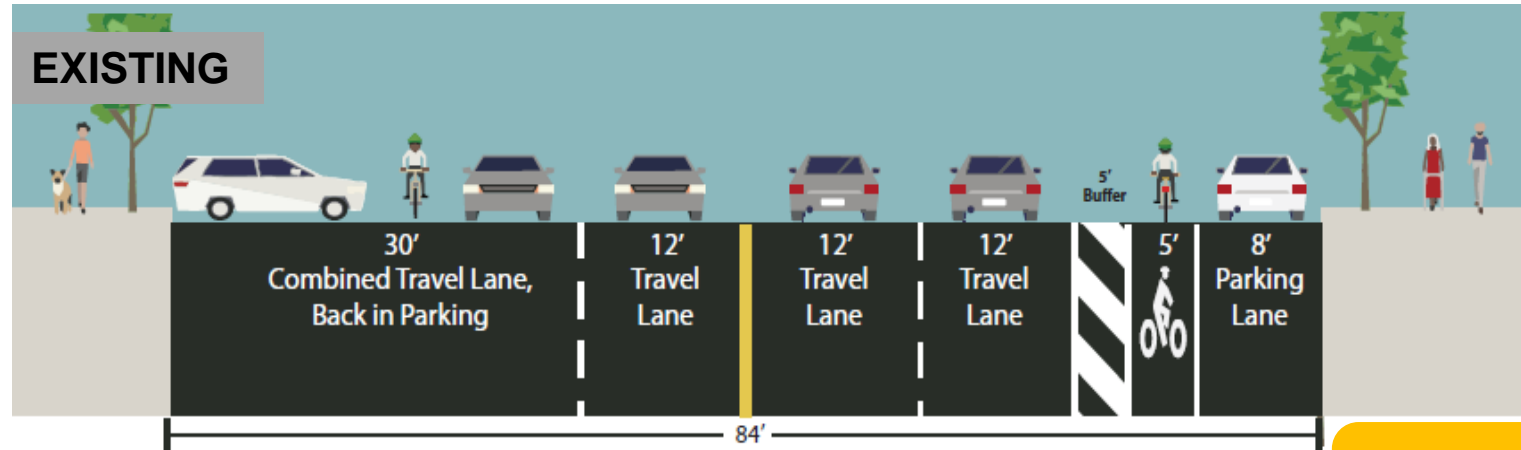 EXISTING
5'
Buffer
30'
Combined Travel Lane,
Back in Parking
12'
Travel
Lane
12'
Travel
Lane
12'
Travel
Lane
5'
8'
Parking
Lane
84'